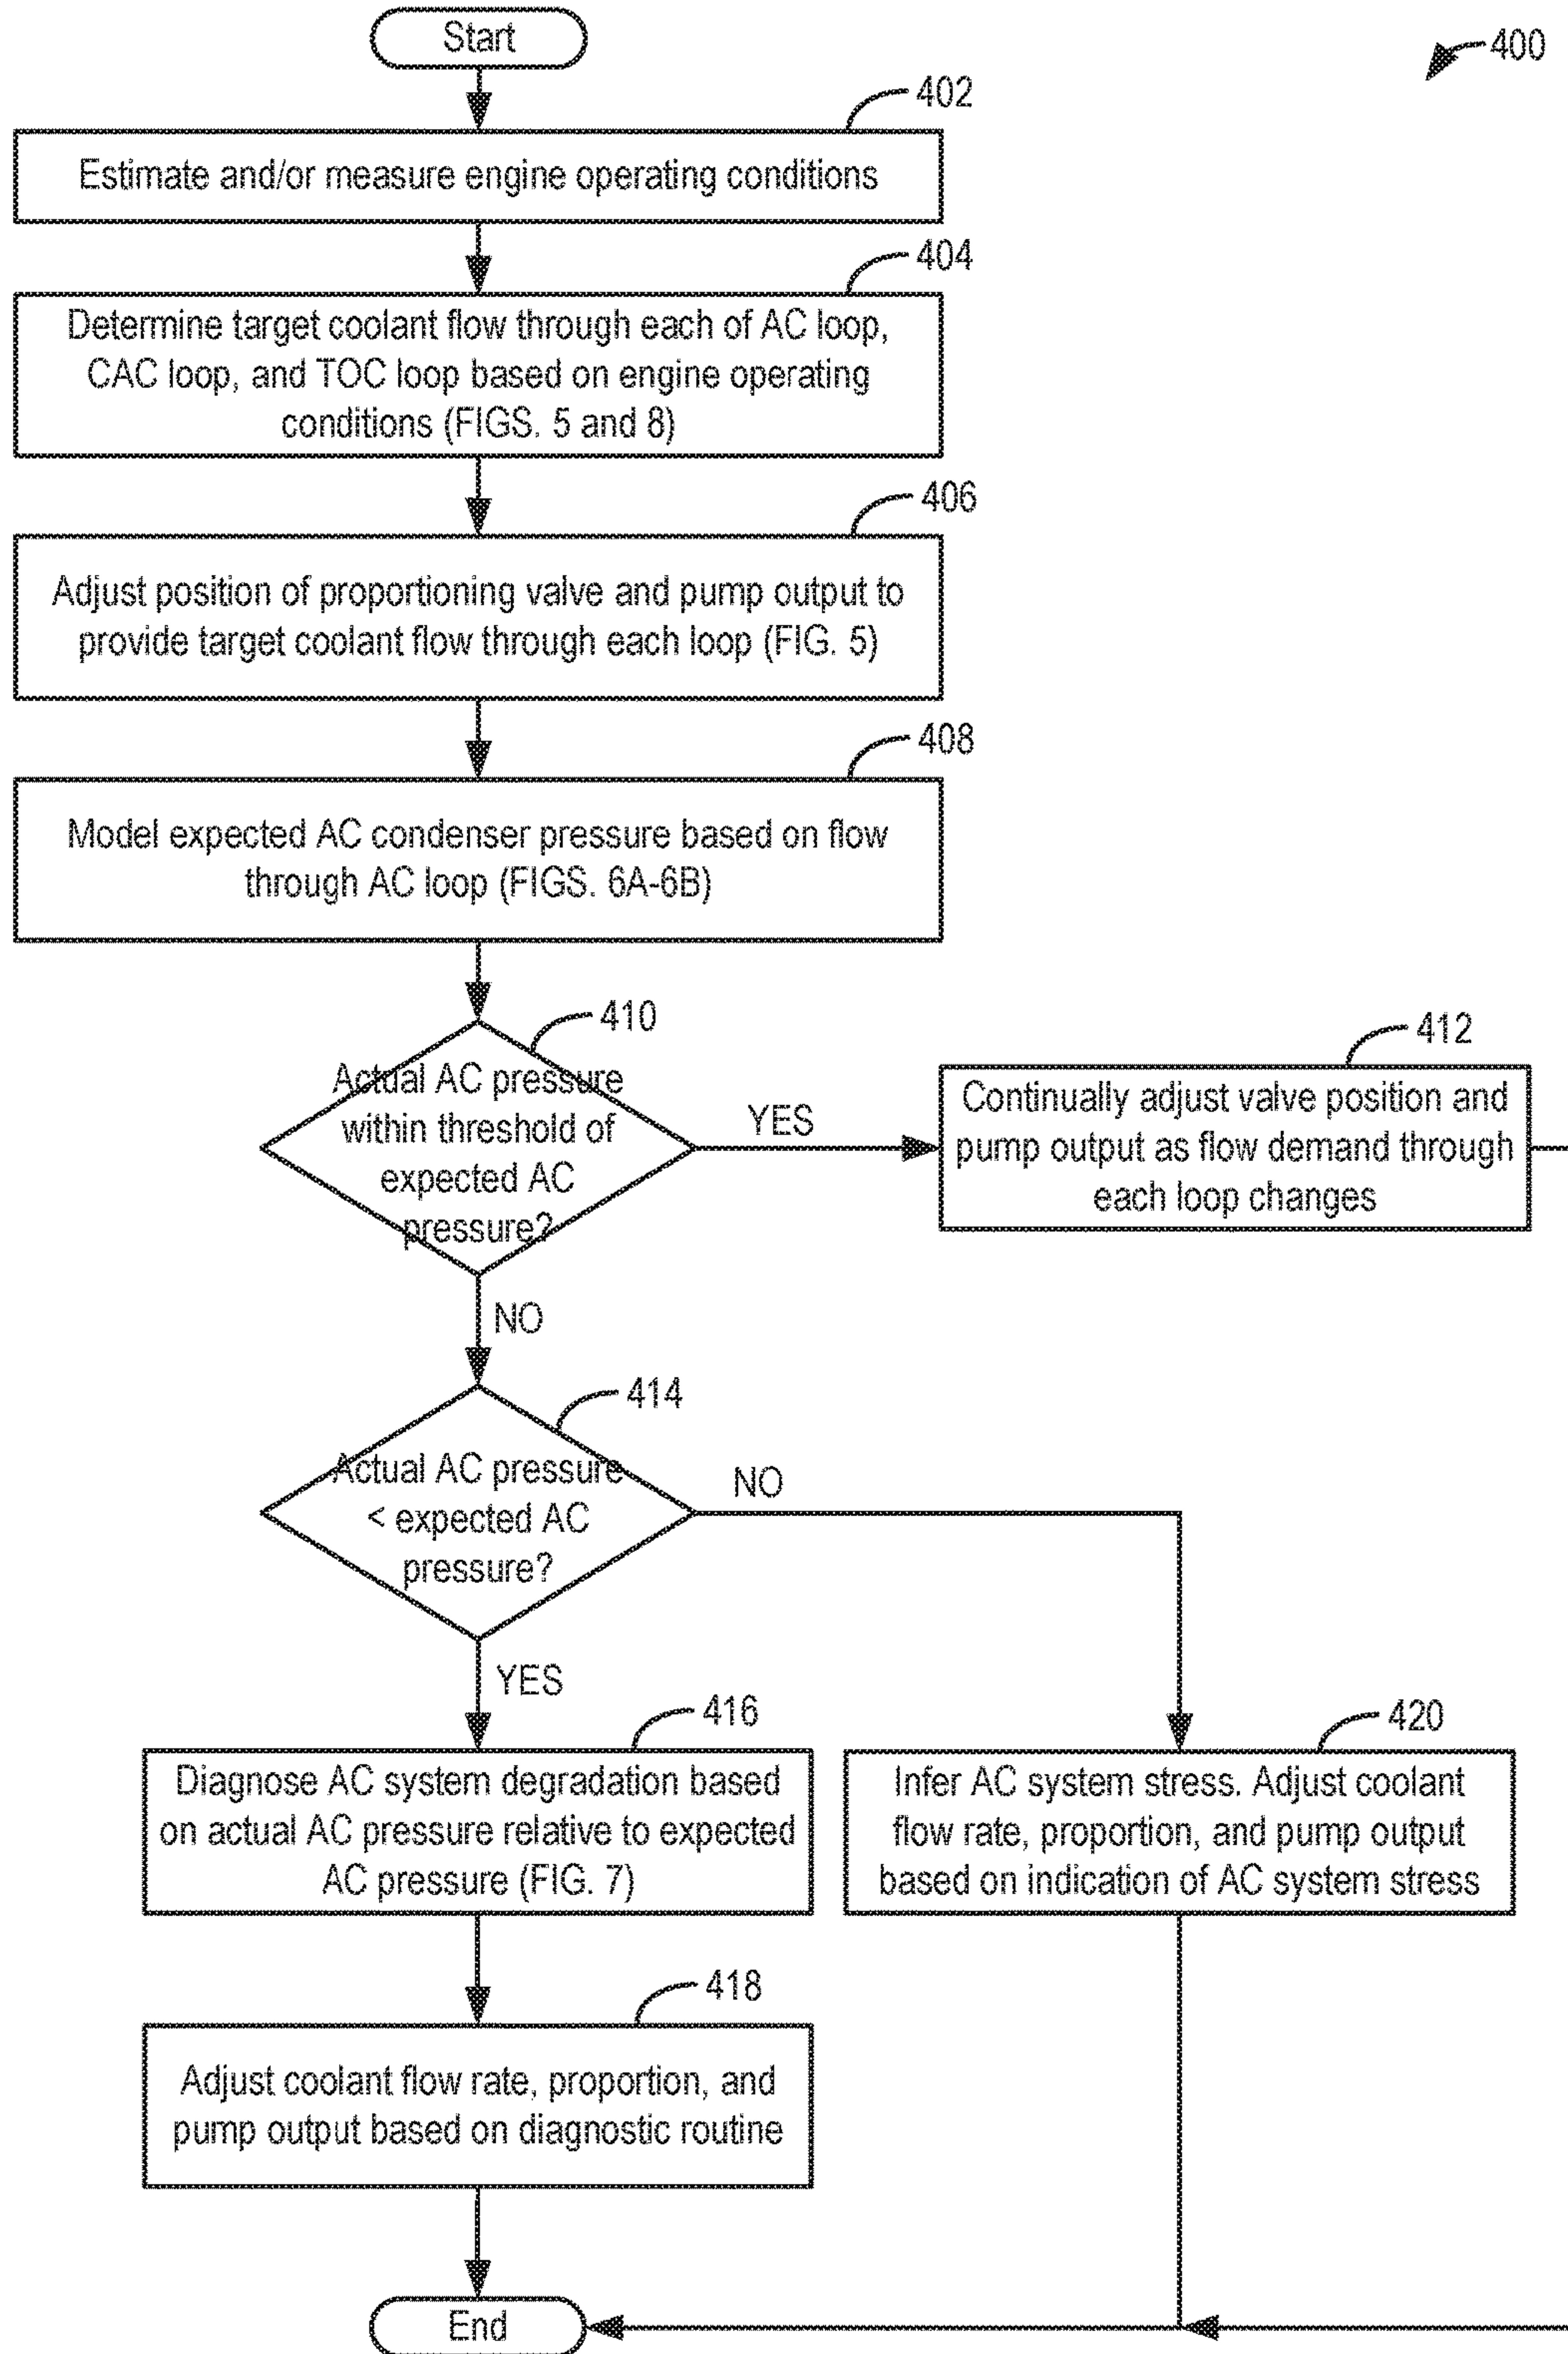 Start
400
402
Estimate and/or measure engine operating conditions
404
Determine target coolant flow through each of AC loop,
CAC loop, and TOC loop based on engine operating
conditions (FIGS. 5 and 8)
406
Adjust position of proportioning valve and pump output to
provide target coolant flow through each loop (FIG. 5)
408
Model expected AC condenser pressure based on flow
through AC loop (FIGS. 6A-6B)
410
Actual AC pressure
within threshold of
expected AC
pressure?
YES
412
Continually adjust valve position and
pump output as flow demand through
each loop changes
NO
414
Actual AC pressure
< expected AC
pressure?
NO
YES
416
Diagnose AC system degradation based
on actual AC pressure relative to expected
AC pressure (FIG. 7)
420
Infer AC system stress. Adjust coolant
flow rate, proportion, and pump output
based on indication of AC system stress
418
Adjust coolant flow rate, proportion, and
pump output based on diagnostic routine
End